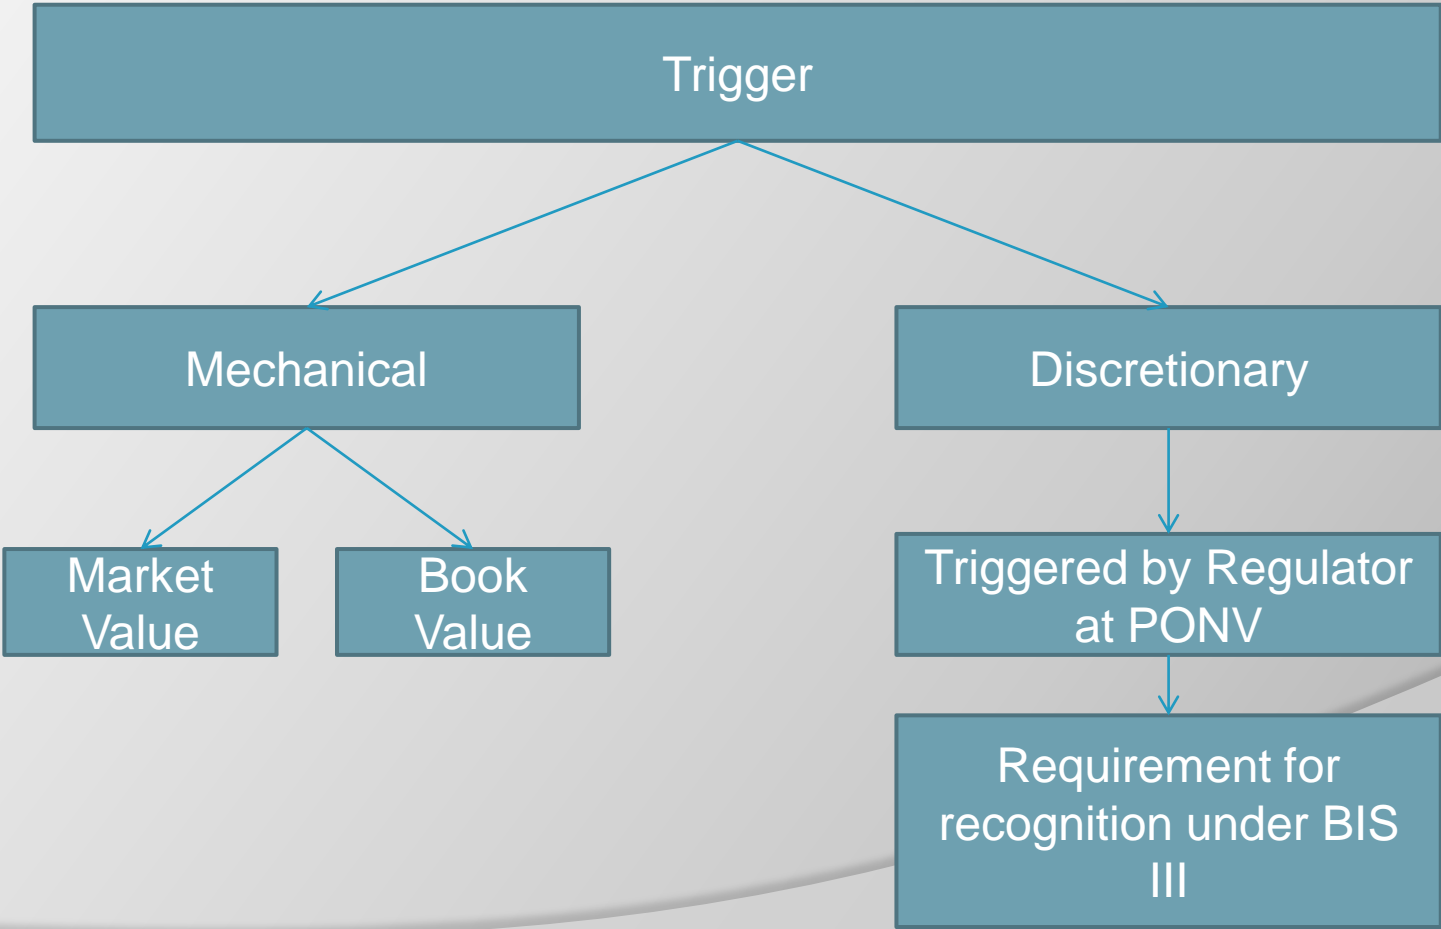 Trigger
Mechanical
Discretionary
Market
Value
Book
Value
Triggered by Regulator
at PONV
Requirement for
recognition under BIS
III